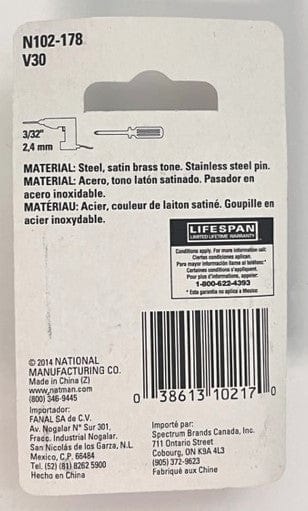 N102-178
V30
3/32"
2,4 mm
MATERIAL: Steel, satin brass tone. Stainless steel pin.
MATERIAL: Acero, tono latón satinado. Pasador en
acero inoxidable.
MATÉRIAU: Acier, couleur de laiton satiné. Goupille en
acier inoxydable.
LIFESPAN
LIMITED LIFETIME WARRANTY
Conditions apply. For more information call:
Ciertas condiciones aplican.
Para mayor información llame al teléfono:*
Certaines conditions s'appliquent.
Pour plus d'informations, appeler:
1-800-622-4393
* Esta garantía no aplica a Mexico
© 2014 NATIONAL
MANUFACTURING CO.
Made in China (Z)
www.natman.com
(800) 346-9445
Importador:
FANAL SA de C.V.
Av. Nogalar N° Sur 301,
Fracc. Industrial Nogalar.
San Nicolás de los Garza, N.L.
Mexico, C.P. 66484
Tel. (52) (81) 8262 5900
Hecho en China
0 38613 10217 0
Importé par:
Spectrum Brands Canada, Inc.
711 Ontario Street
Cobourg, ON K9A 4L3
(905) 372-9623
Fabriqué aux Chine